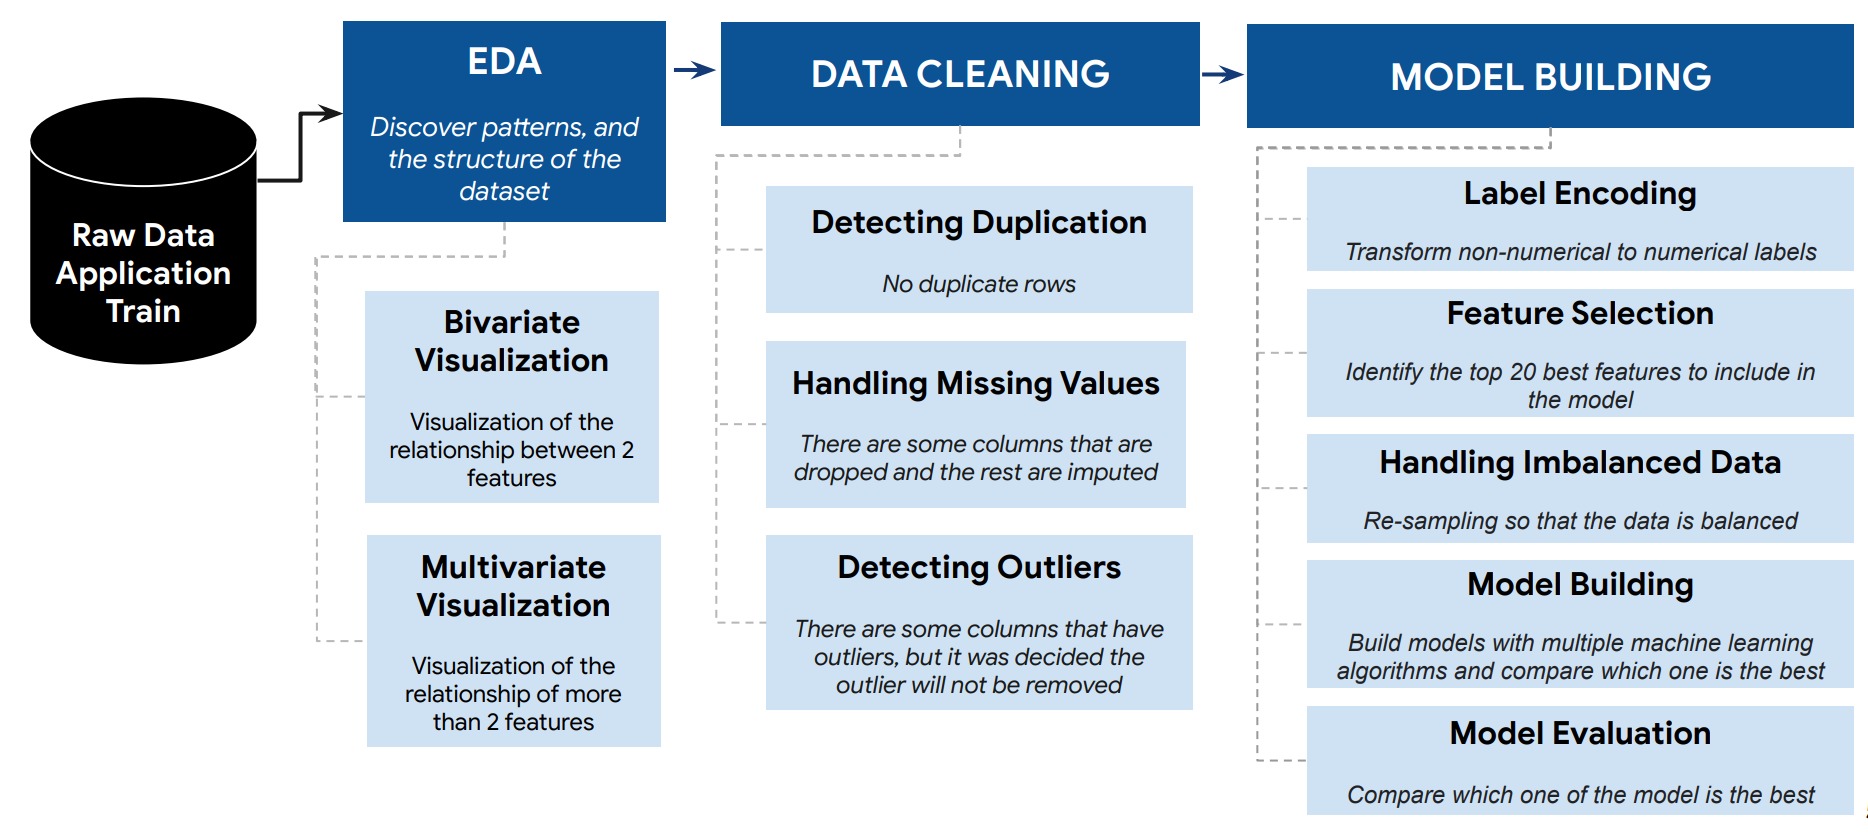 Raw Data
Application
Train
EDA
Discover patterns, and
the structure of the
dataset
Bivariate
Visualization
Visualization of the
relationship between 2
features
Multivariate
Visualization
Visualization of the
relationship of more
than 2 features
DATA CLEANING
Detecting Duplication
No duplicate rows
Handling Missing Values
There are some columns that are
dropped and the rest are imputed
Detecting Outliers
There are some columns that have
outliers, but it was decided the
outlier will not be removed
MODEL BUILDING
Label Encoding
Transform non-numerical to numerical labels
Feature Selection
Identify the top 20 best features to include in
the model
Handling Imbalanced Data
Re-sampling so that the data is balanced
Model Building
Build models with multiple machine learning
algorithms and compare which one is the best
Model Evaluation
Compare which one of the model is the best